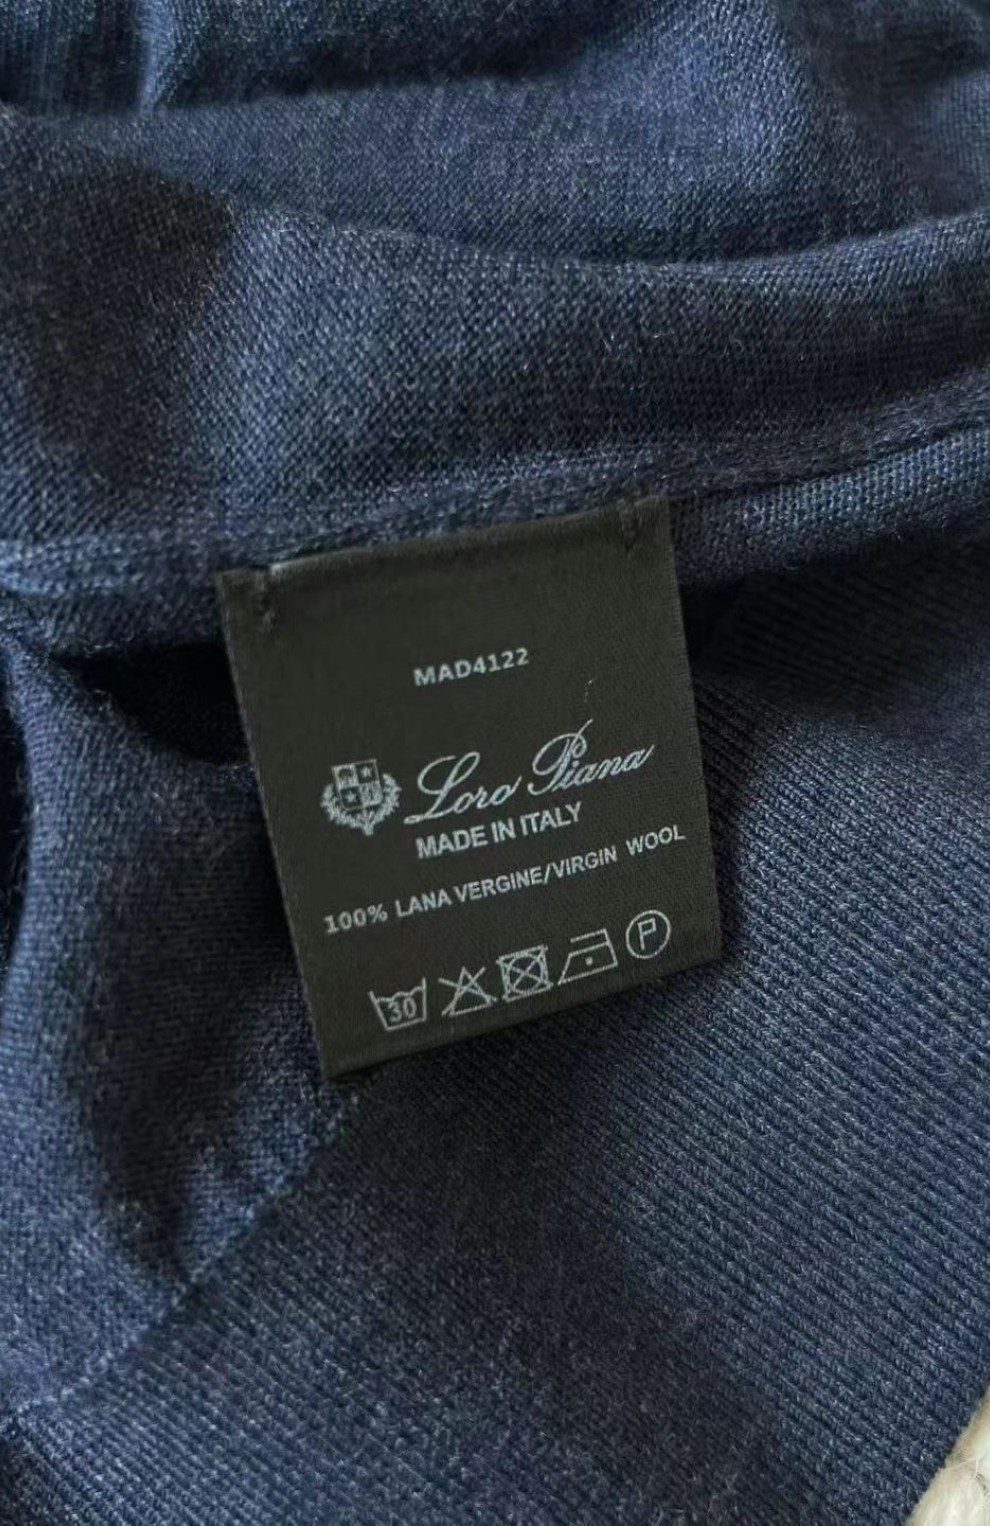 MAD4122
Loro Piana
MADE IN ITALY
100% LANA VERGINE/VIRGIN WOOL
30 P